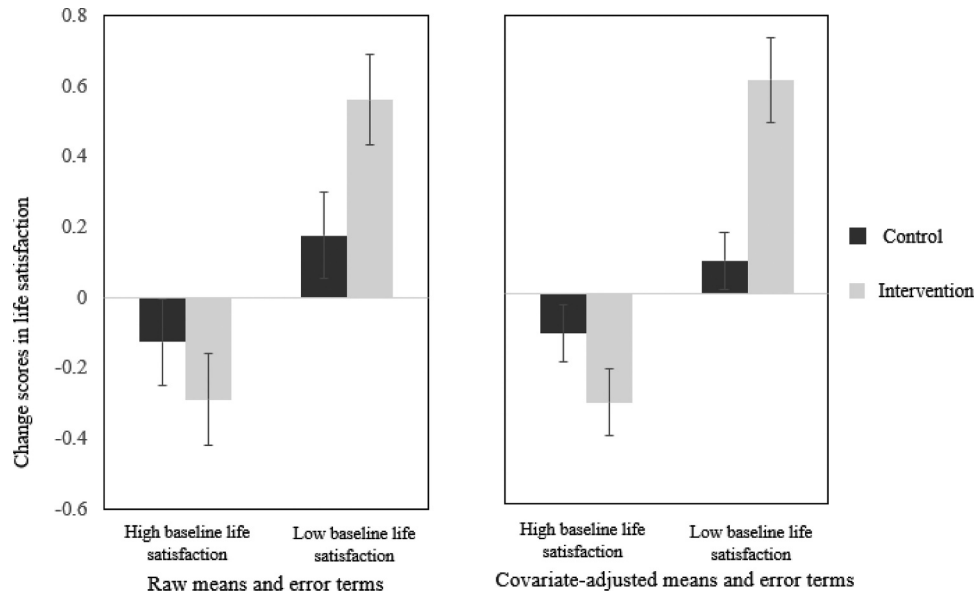 Change scores in life satisfaction
0.8
0.6
0.4
0.2
0
-0.2
-0.4
-0.6
High baseline life
satisfaction
Low baseline life
satisfaction
Raw means and error terms
High baseline life
satisfaction
Low baseline life
satisfaction
Covariate-adjusted means and error terms
Control
Intervention